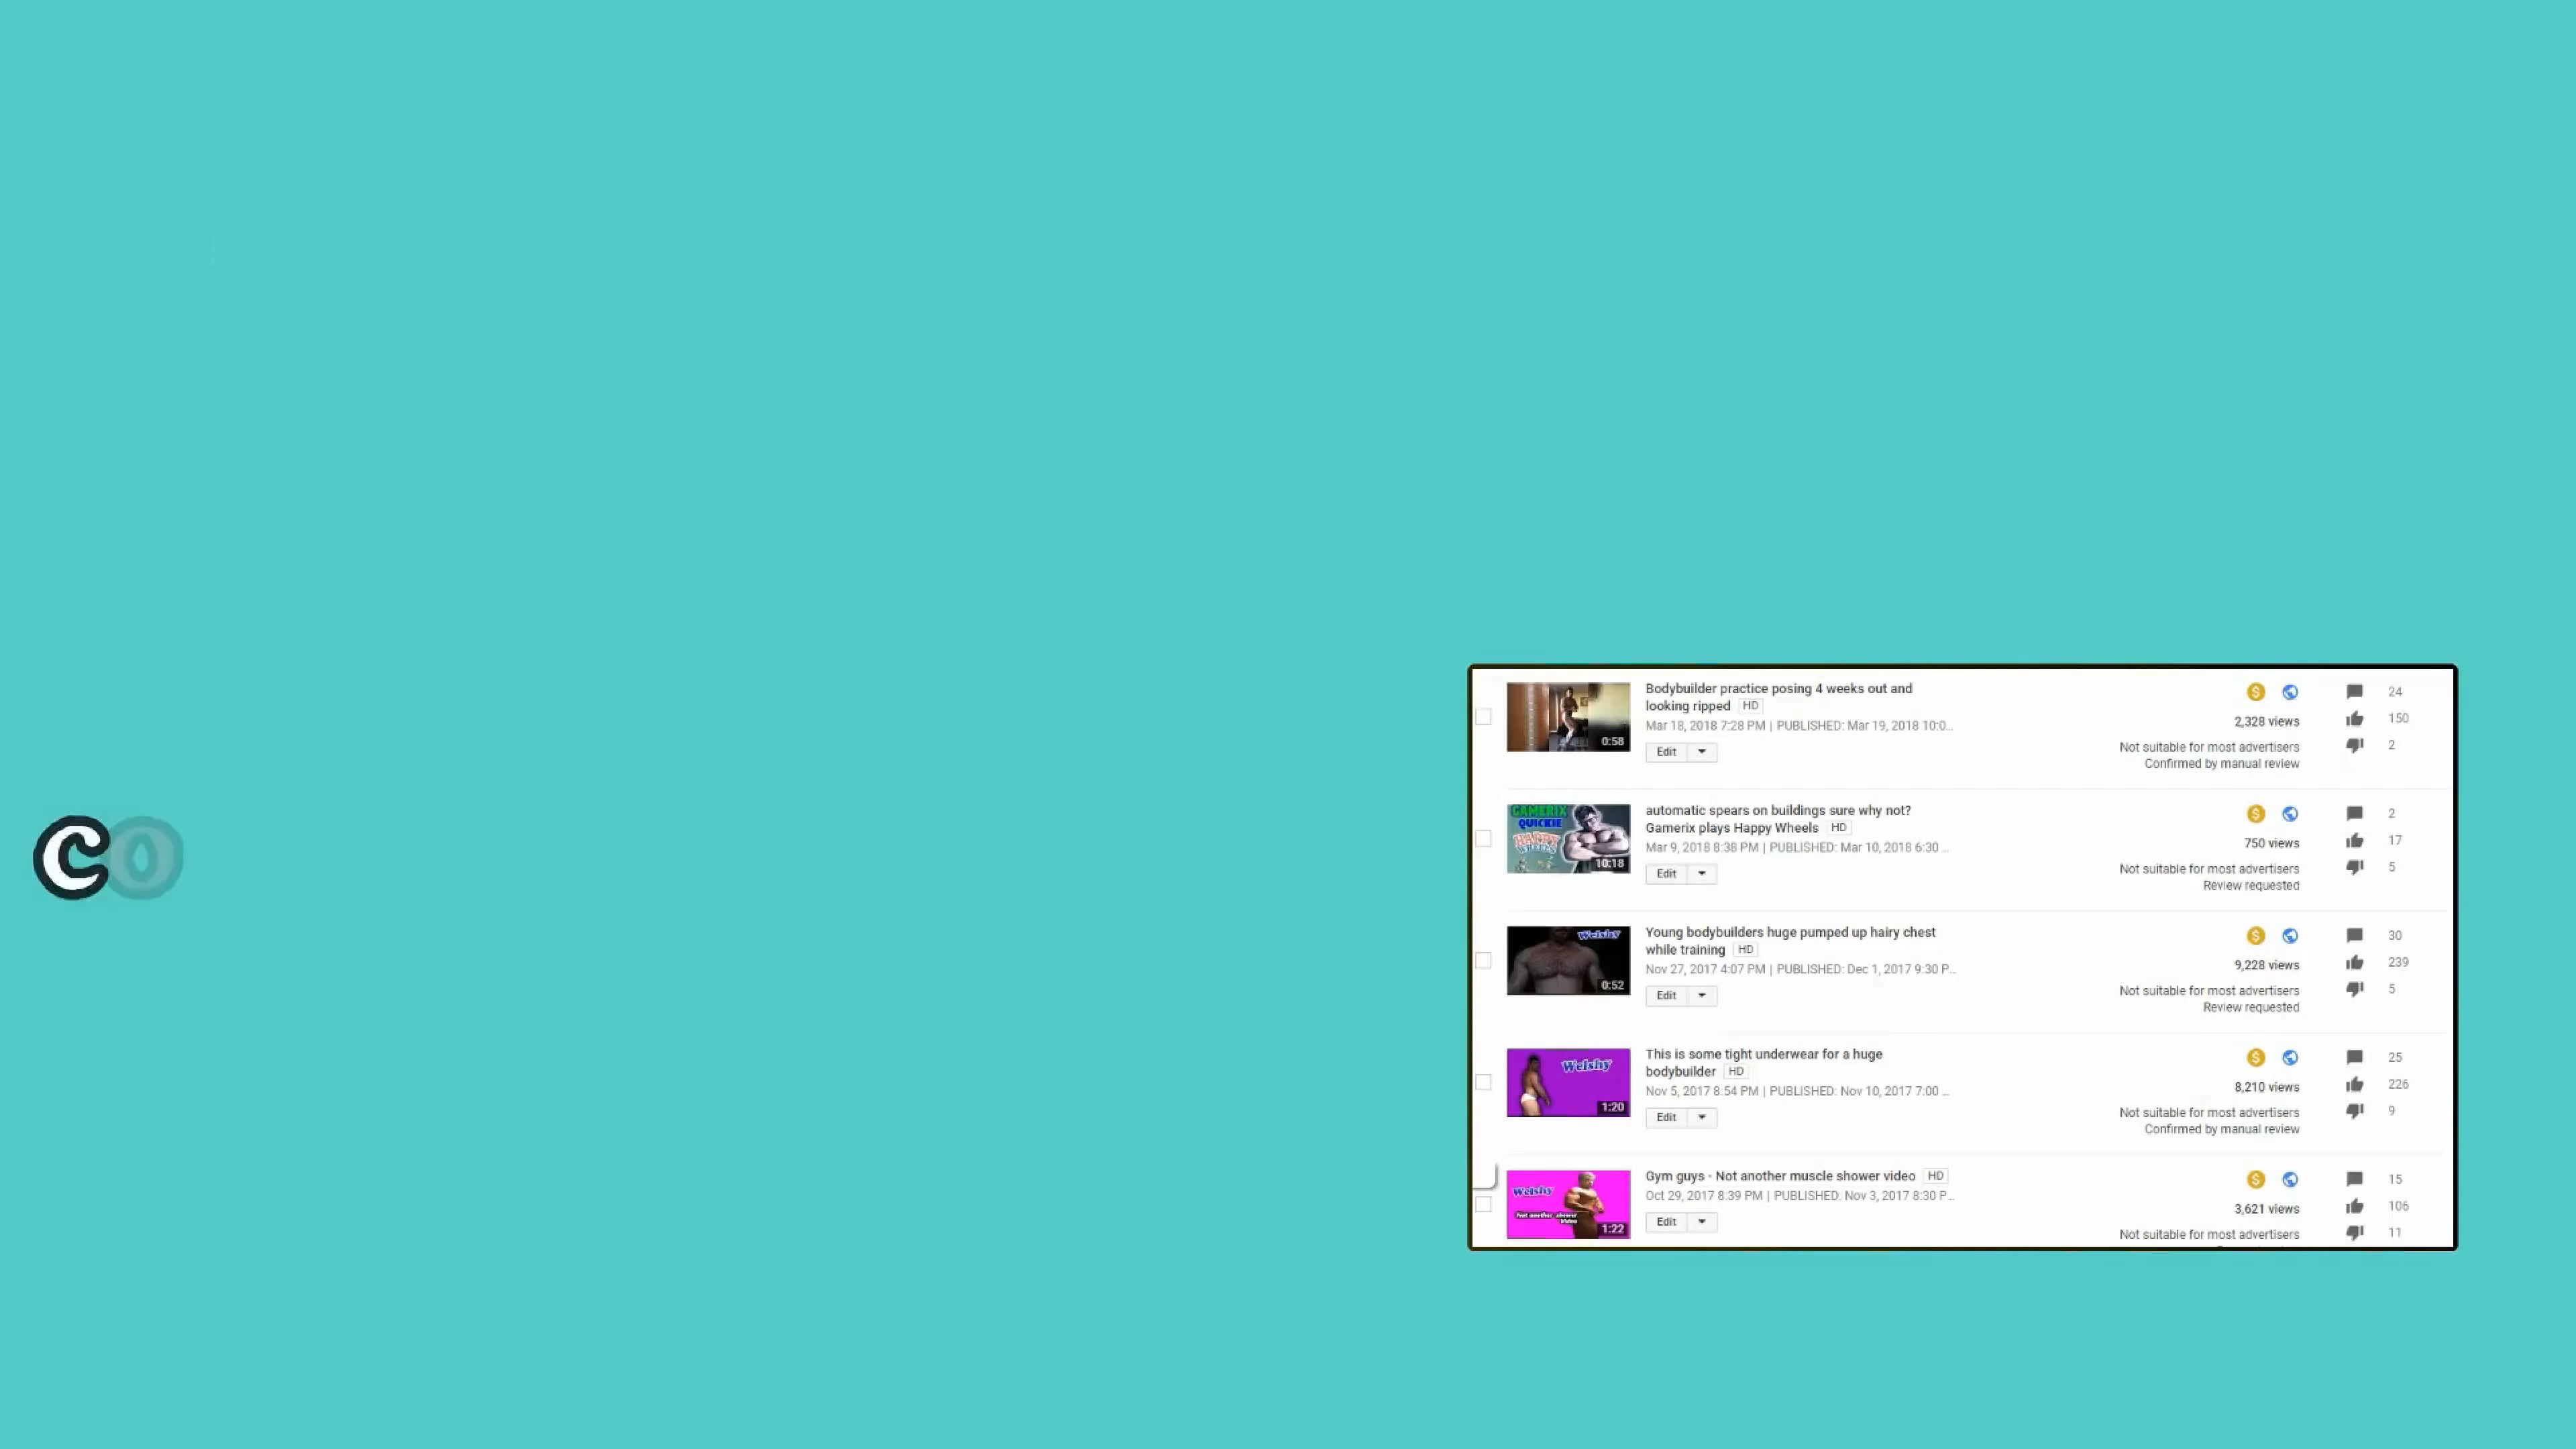 CO
Bodybuilder practice posing 4 weeks out and
looking ripped HD
Mar 18, 2018 7:28 PM | PUBLISHED: Mar 19, 2018 10:0...
Edit
0:58
2,328 views
Not suitable for most advertisers
Confirmed by manual review
24
150
2
GAMERIX
QUICKIE
HAPPY
WHEELS
10:18
automatic spears on buildings sure why not?
Gamerix plays Happy Wheels HD
Mar 9, 2018 8:38 PM | PUBLISHED: Mar 10, 2018 6:30 ...
Edit
750 views
Not suitable for most advertisers
Review requested
2
17
5
Welshy
0:52
Young bodybuilders huge pumped up hairy chest
while training HD
Nov 27, 2017 4:07 PM | PUBLISHED: Dec 1, 2017 9:30 P...
Edit
9,228 views
Not suitable for most advertisers
Review requested
30
239
5
Welshy
1:20
This is some tight underwear for a huge
bodybuilder HD
Nov 5, 2017 8:54 PM | PUBLISHED: Nov 10, 2017 7:00 ...
Edit
8,210 views
Not suitable for most advertisers
Confirmed by manual review
25
226
9
Welshy
Not another shower
Video
1:22
Gym guys - Not another muscle shower video HD
Oct 29, 2017 8:39 PM | PUBLISHED: Nov 3, 2017 8:30 P...
Edit
3,621 views
Not suitable for most advertisers
15
106
11